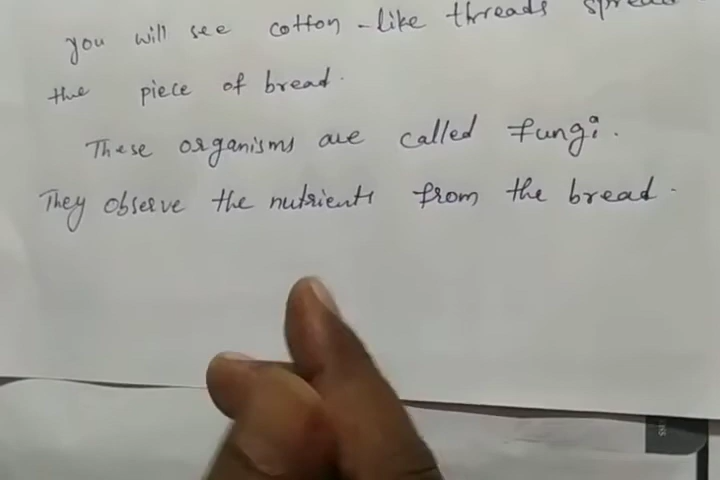 you will see cotton-like threads spread
the piece of bread.
These organisms are called fungi.
They observe the nutrients from the bread.